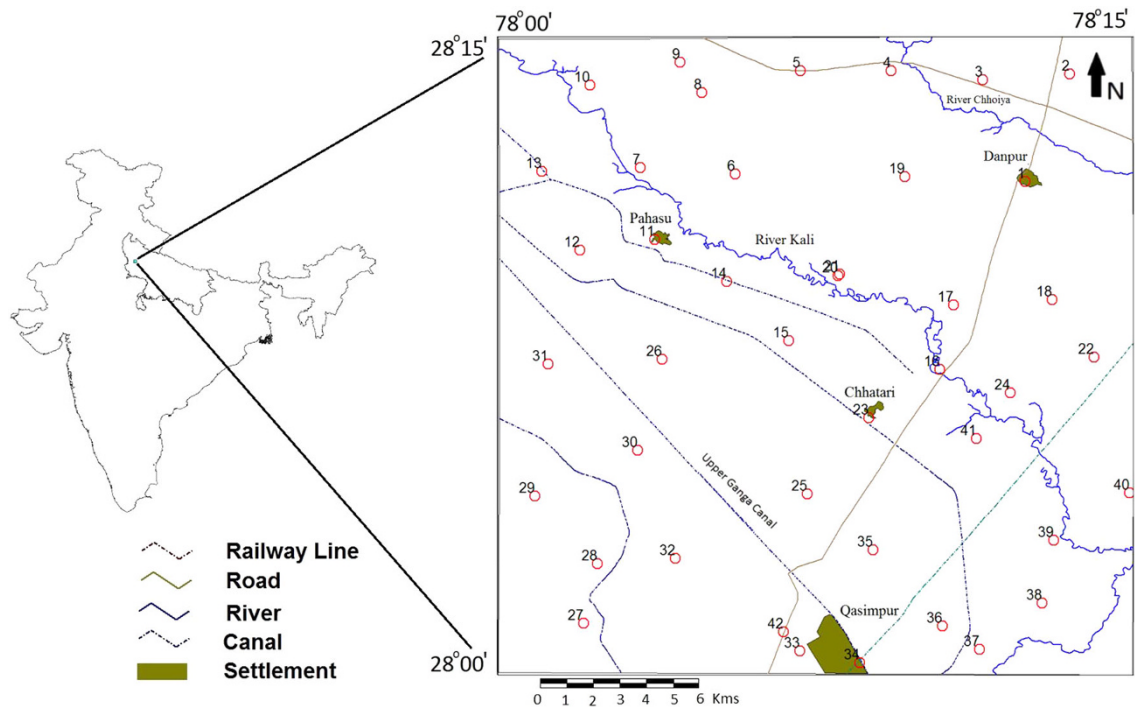 78°00' 78°15'
28°15'
9 5 4 3 2
10 8
N
River Chhoiya
13 7 6 19 Danpur
1
Pahasu
11
12 River Kali
14 20
17 18
15
31 26 16 22
24
Chhatari
23
41
30
Upper Ganga Canal
29 25 40
39
28 32 35
38
27 42 Qasimpur 36
33 34 37
Railway Line
Road
River
Canal
Settlement
28°00'
0 1 2 3 4 5 6 Kms